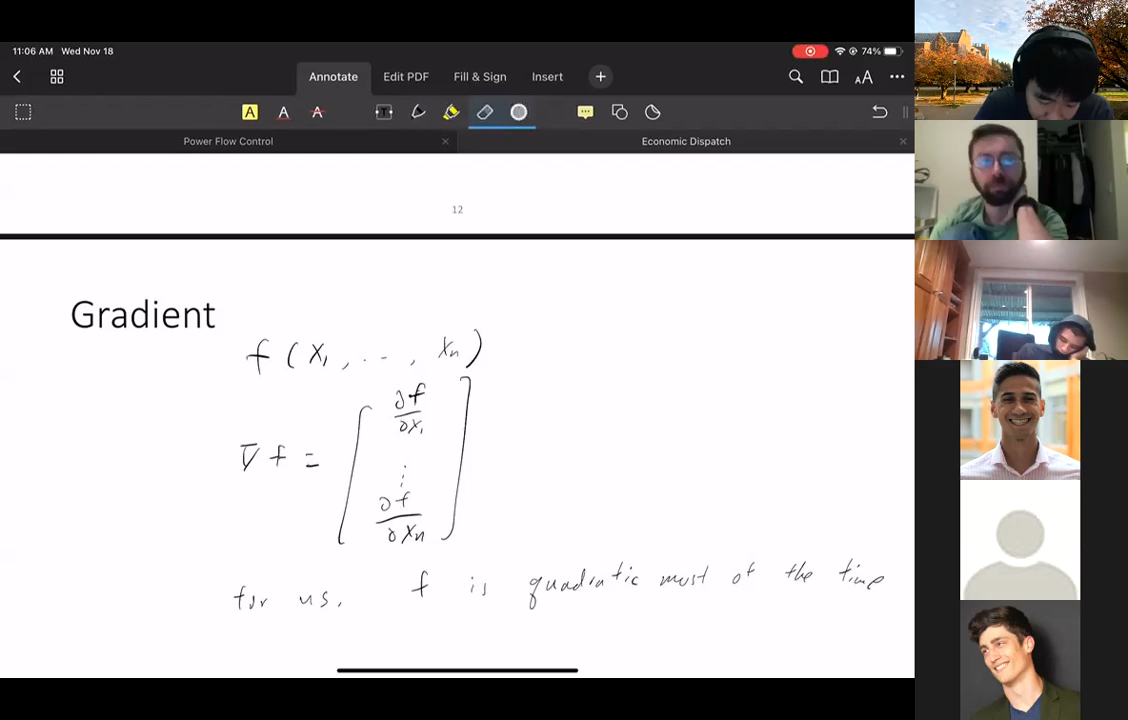 11:06 AM Wed Nov 18
74%
Annotate Edit PDF Fill & Sign Insert
A A A T
Power Flow Control × Economic Dispatch ×
12
Gradient
f (x₁, ..., xₙ)
∇f = [ ∂f/∂x₁
⋮
∂f/∂xₙ ]
for us, f is quadratic most of the time